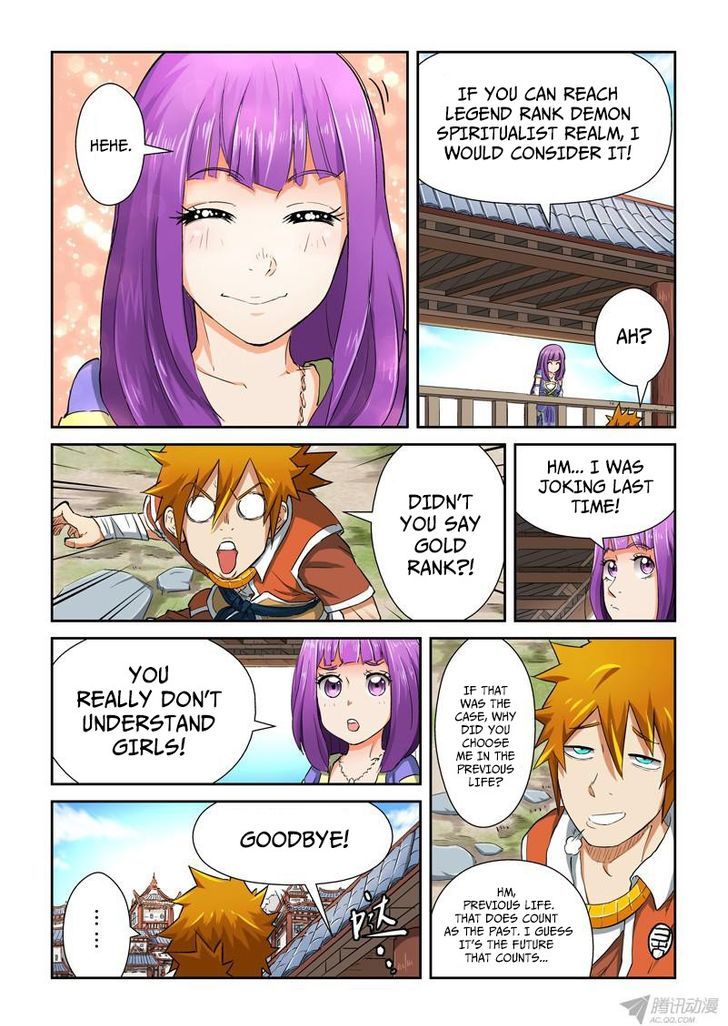 HEHE.
IF YOU CAN REACH
LEGEND RANK DEMON
SPIRITUALIST REALM, I
WOULD CONSIDER IT!
AH?
DIDN'T
YOU SAY
GOLD
RANK?!
HM... I WAS
JOKING LAST
TIME!
YOU
REALLY DON'T
UNDERSTAND
GIRLS!
IF THAT
WAS THE
CASE, WHY
DID YOU
CHOOSE
ME IN THE
PREVIOUS
LIFE?
HM,
PREVIOUS LIFE.
THAT DOES COUNT
AS THE PAST. I GUESS
IT'S THE FUTURE
THAT COUNTS...
GOODBYE!
......
腾讯动漫
AC.QQ.COM